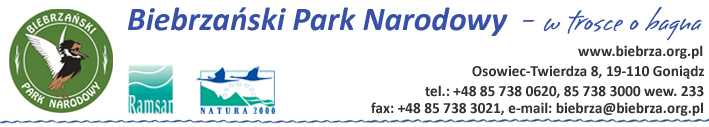 Biebrzański Park Narodowy – w trosce o bagna
BIEBRZAŃSKI
PARK NARODOWY
Ramsar
NATURA 2000
www.biebrza.org.pl
Osowiec-Twierdza 8, 19-110 Goniądz
tel.: +48 85 738 0620, 85 738 3000 wew. 233
fax: +48 85 738 3021, e-mail: biebrza@biebrza.org.pl